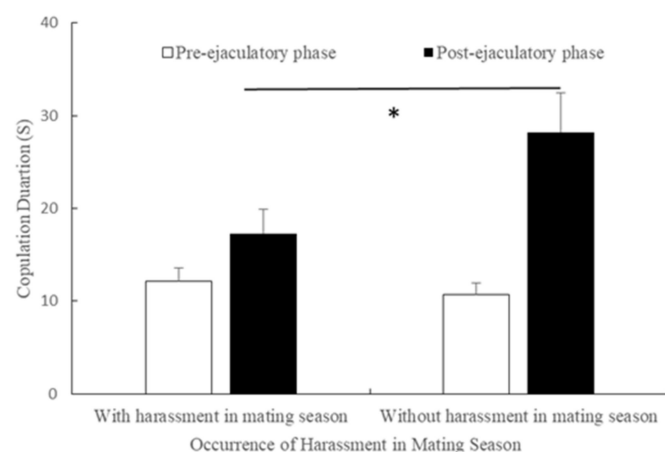 40
Pre-ejaculatory phase Post-ejaculatory phase
30
*
20
10
0
Copulation Duartion (S)
With harassment in mating season Without harassment in mating season
Occurrence of Harassment in Mating Season